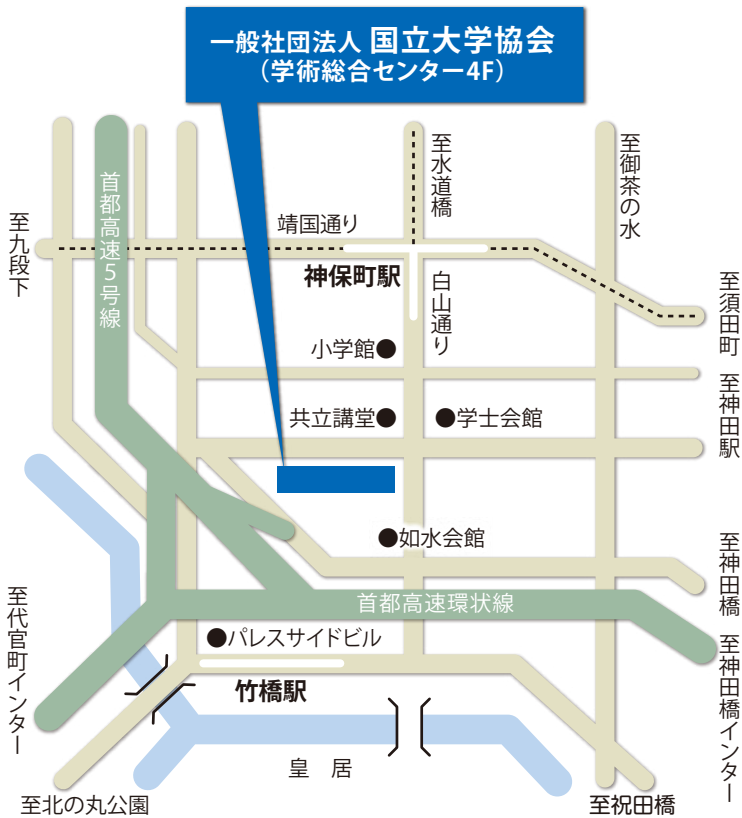 一般社団法人 国立大学協会
（学術総合センター4F）
至水道橋
至御茶の水
首都高速5号線
至九段下
靖国通り
神保町駅
白山通り
至須田町
小学館
至神田駅
共立講堂
学士会館
如水会館
至神田橋
至代官町インター
首都高速環状線
パレスサイドビル
至神田橋インター
竹橋駅
皇 居
至北の丸公園
至祝田橋